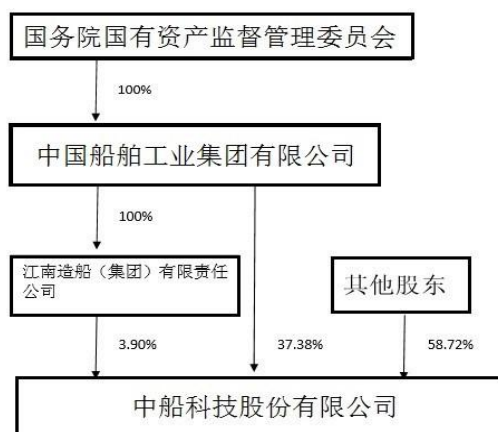 国务院国有资产监督管理委员会
100%
中国船舶工业集团有限公司
100%
江南造船（集团）有限责任
公司
其他股东
3.90%
37.38%
58.72%
中船科技股份有限公司